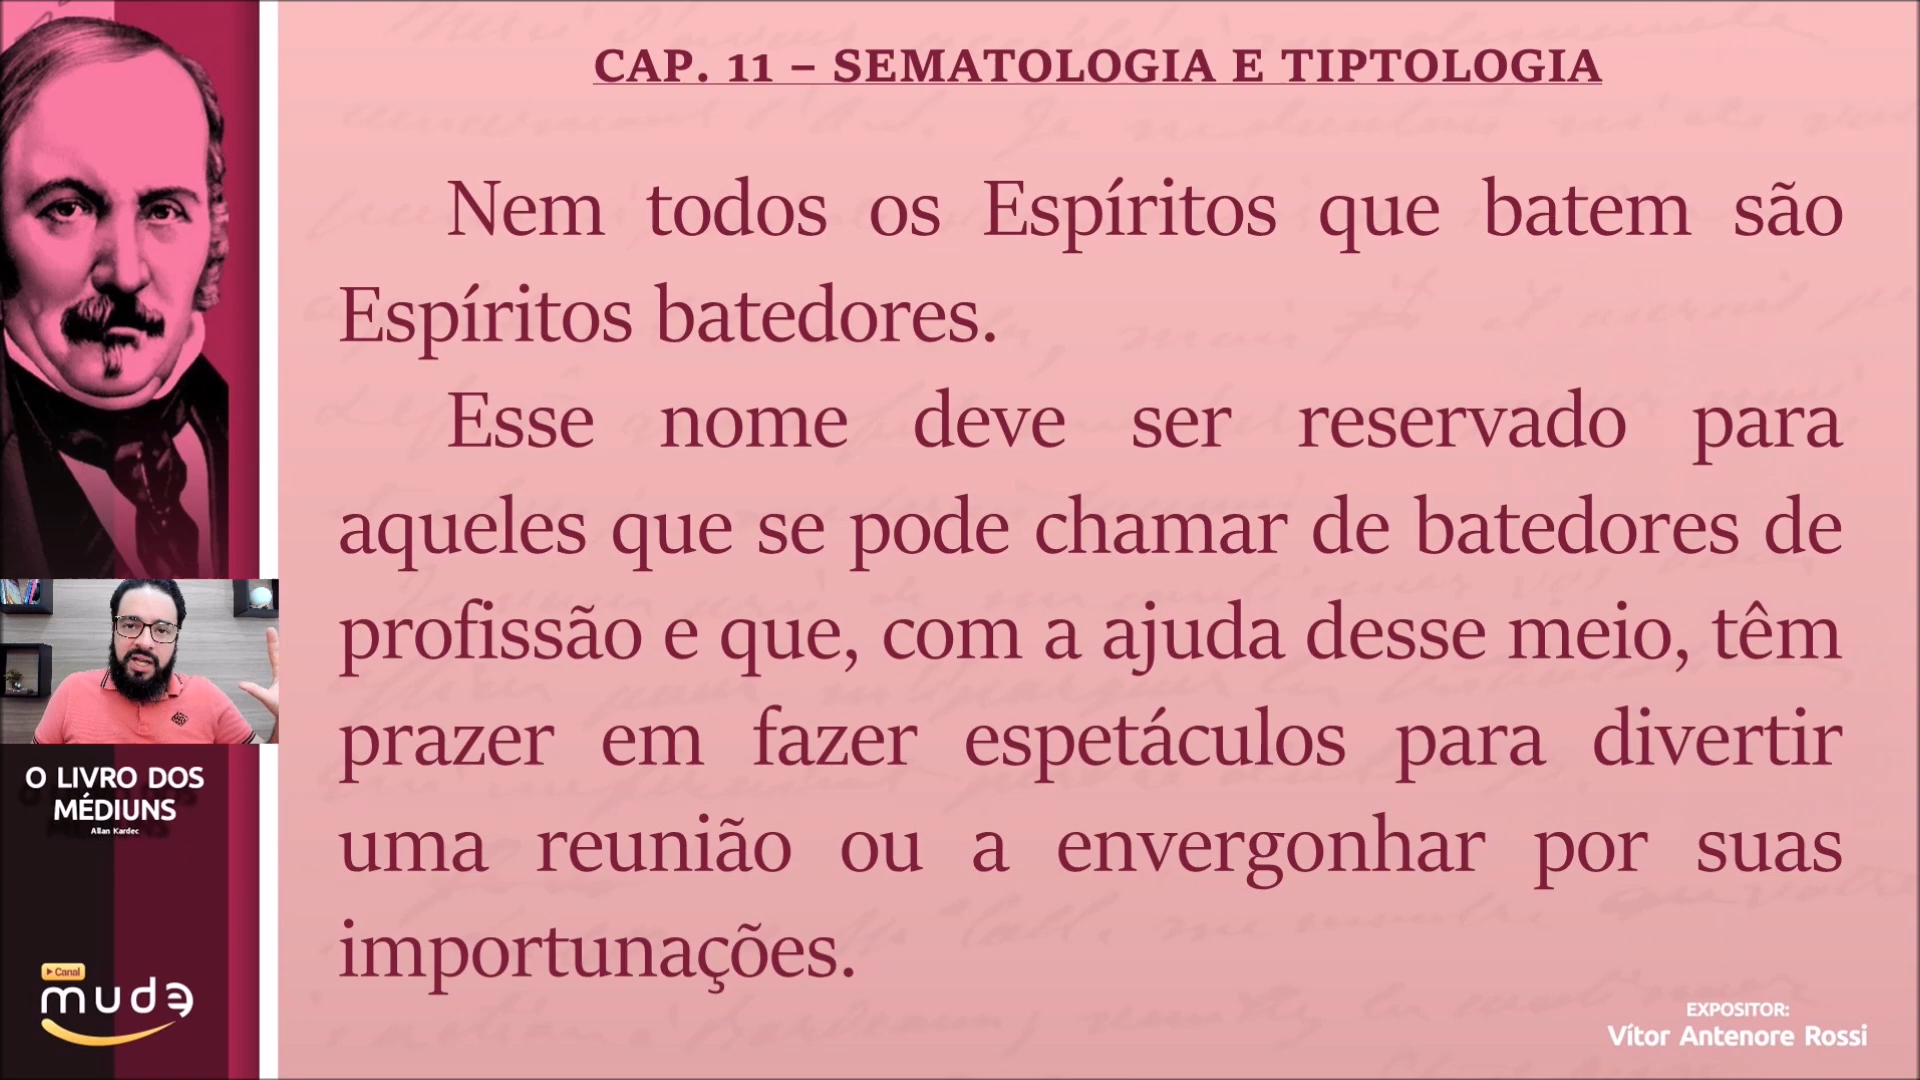 CAP. 11 – SEMATOLOGIA E TIPTOLOGIA
Nem todos os Espíritos que batem são
Espíritos batedores.
Esse nome deve ser reservado para
aqueles que se pode chamar de batedores de
profissão e que, com a ajuda desse meio, têm
prazer em fazer espetáculos para divertir
uma reunião ou a envergonhar por suas
importunações.
O LIVRO DOS
MÉDIUNS
Allan Kardec
Canal
mude
EXPOSITOR:
Vítor Antenore Rossi